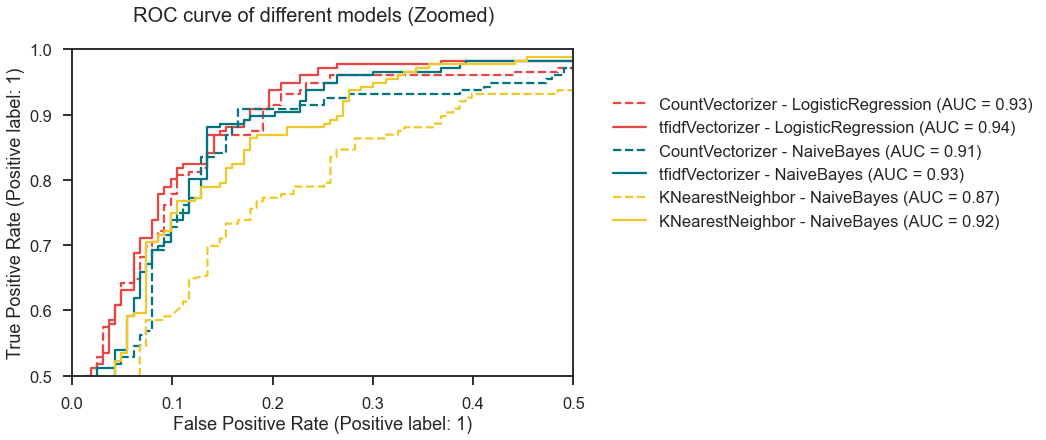 ROC curve of different models (Zoomed)
True Positive Rate (Positive label: 1)
1.0
0.9
0.8
0.7
0.6
0.5
0.0
0.1
0.2
0.3
0.4
0.5
False Positive Rate (Positive label: 1)
CountVectorizer - LogisticRegression (AUC = 0.93)
tfidfVectorizer - LogisticRegression (AUC = 0.94)
CountVectorizer - NaiveBayes (AUC = 0.91)
tfidfVectorizer - NaiveBayes (AUC = 0.93)
KNearestNeighbor - NaiveBayes (AUC = 0.87)
KNearestNeighbor - NaiveBayes (AUC = 0.92)